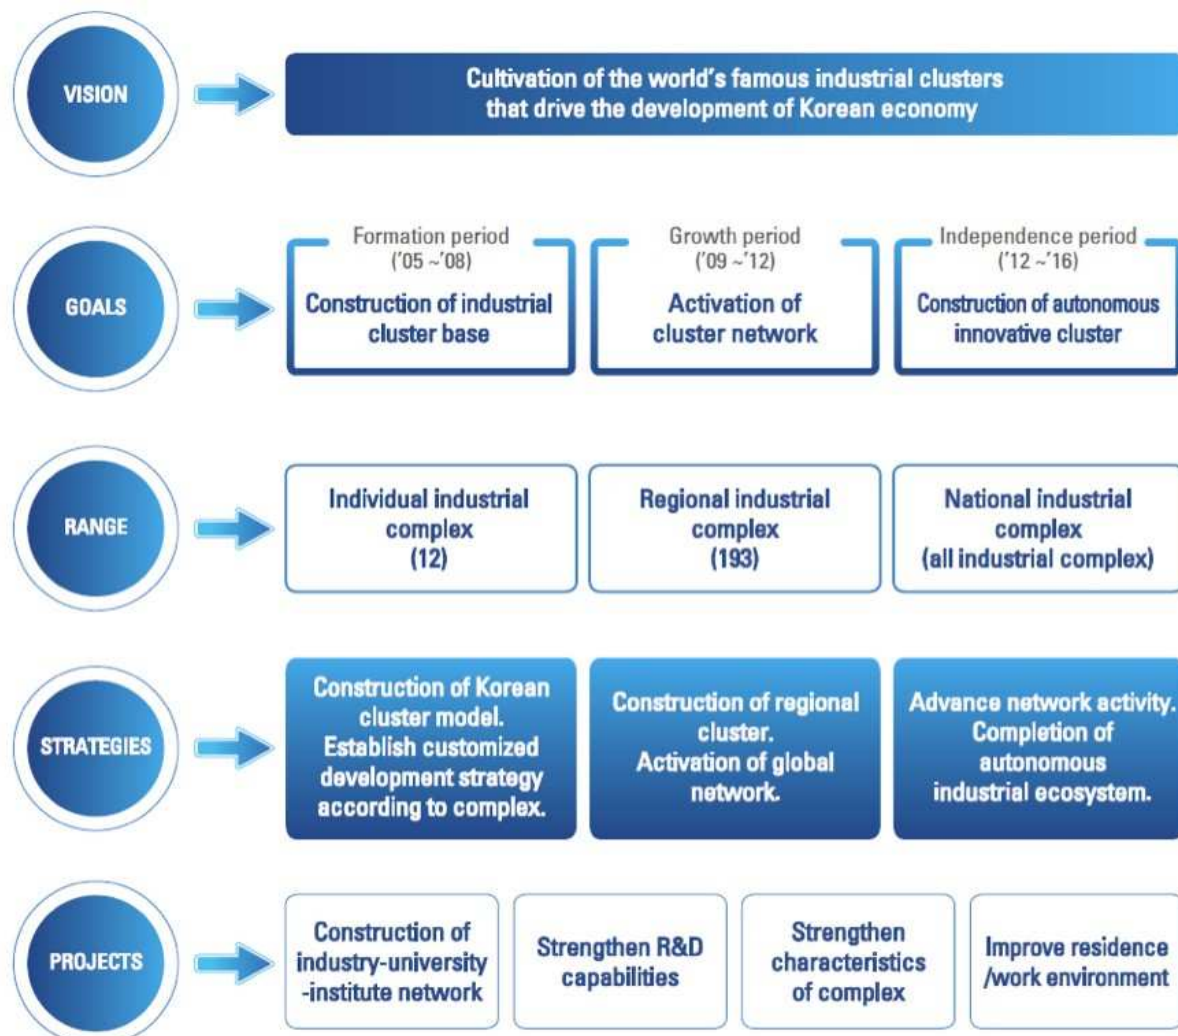 VISION
Cultivation of the world's famous industrial clusters
that drive the development of Korean economy
GOALS
Formation period
('05 ~'08)
Construction of industrial
cluster base
Growth period
('09 ~'12)
Activation of
cluster network
Independence period
('12 ~'16)
Construction of autonomous
innovative cluster
RANGE
Individual industrial
complex
(12)
Regional industrial
complex
(193)
National industrial
complex
(all industrial complex)
STRATEGIES
Construction of Korean
cluster model.
Establish customized
development strategy
according to complex.
Construction of regional
cluster.
Activation of global
network.
Advance network activity.
Completion of
autonomous
industrial ecosystem.
PROJECTS
Construction of
industry-university
-institute network
Strengthen R&D
capabilities
Strengthen
characteristics
of complex
Improve residence
/work environment